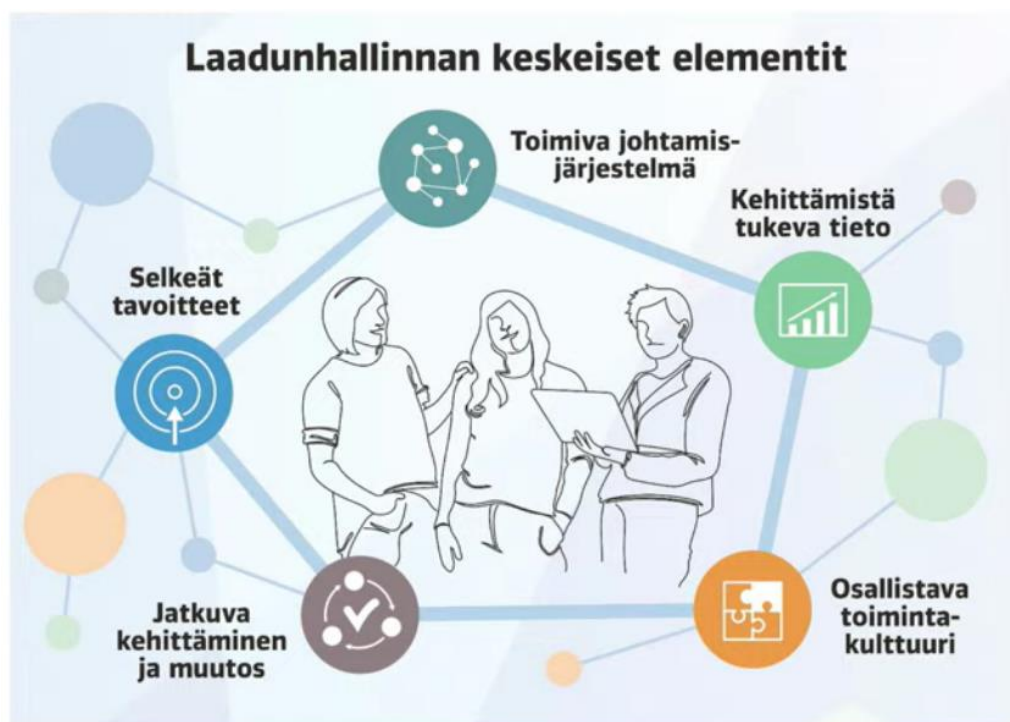 Laadunhallinnan keskeiset elementit
Toimiva johtamis-
järjestelmä
Kehittämistä
tukeva tieto
Selkeät
tavoitteet
Osallistava
toiminta-
kulttuuri
Jatkuva
kehittäminen
ja muutos